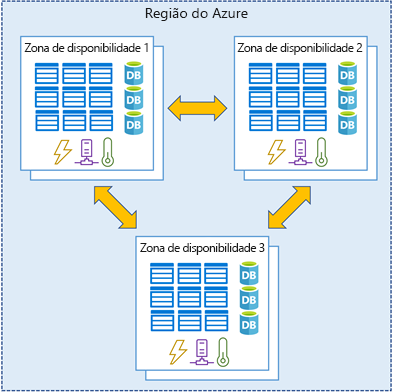 Região do Azure
Zona de disponibilidade 1
Zona de disponibilidade 2
DB
DB
DB
DB
DB
DB
Zona de disponibilidade 3
DB
DB
DB